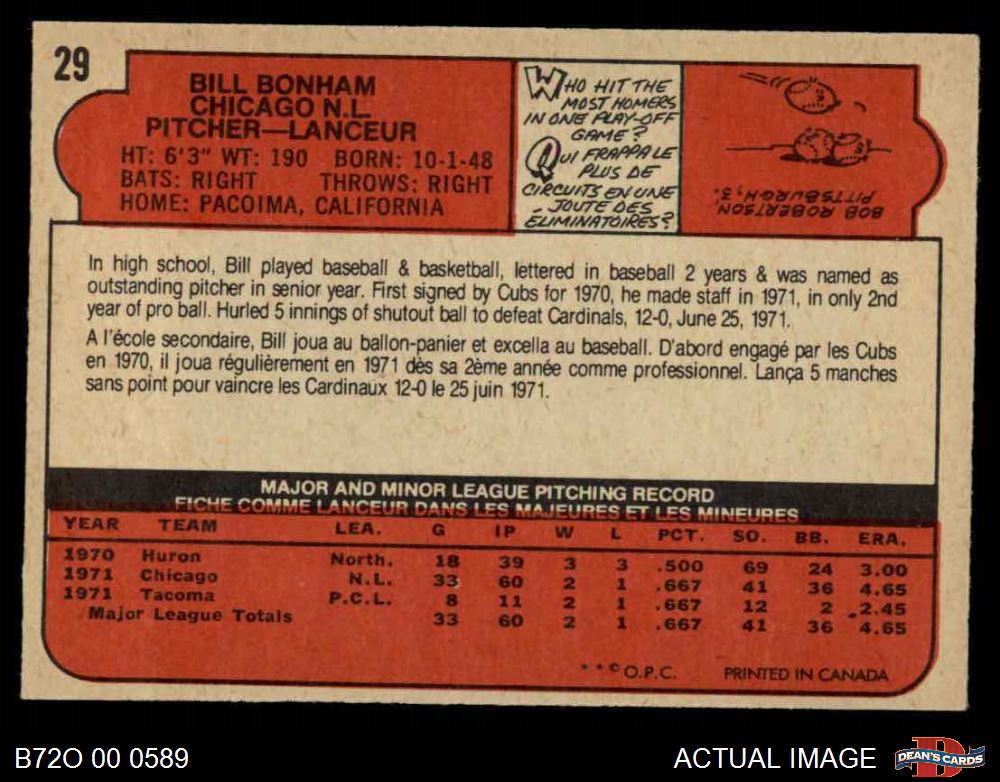 29
BILL BONHAM
CHICAGO N.L.
PITCHER—LANCEUR
HT: 6'3" WT: 190 BORN: 10-1-48
BATS: RIGHT THROWS: RIGHT
HOME: PACOIMA, CALIFORNIA
WHO HIT THE
MOST HOMERS
IN ONE PLAY-OFF
GAME?
QUI FRAPPA LE
PLUS DE
CIRCUITS EN UNE
JOUTE DES
ÉLIMINATOIRES?
BOB ROBERTSON
PITTSBURGH, 3.
In high school, Bill played baseball & basketball, lettered in baseball 2 years & was named as
outstanding pitcher in senior year. First signed by Cubs for 1970, he made staff in 1971, in only 2nd
year of pro ball. Hurled 5 innings of shutout ball to defeat Cardinals, 12-0, June 25, 1971.
A l'école secondaire, Bill joua au ballon-panier et excella au baseball. D'abord engagé par les Cubs
en 1970, il joua régulièrement en 1971 dès sa 2ème année comme professionnel. Lança 5 manches
sans point pour vaincre les Cardinaux 12-0 le 25 juin 1971.
MAJOR AND MINOR LEAGUE PITCHING RECORD
FICHE COMME LANCEUR DANS LES MAJEURES ET LES MINEURES
YEAR TEAM LEA. G IP W L PCT. SO. BB. ERA.
1970 Huron North. 18 39 3 3 .500 69 24 3.00
1971 Chicago N.L. 33 60 2 1 .667 41 36 4.65
1971 Tacoma P.C.L. 8 11 2 1 .667 12 2 2.45
Major League Totals 33 60 2 1 .667 41 36 4.65
**©O.P.C. PRINTED IN CANADA
B72O 00 0589
ACTUAL IMAGE
D
DEAN'S CARDS